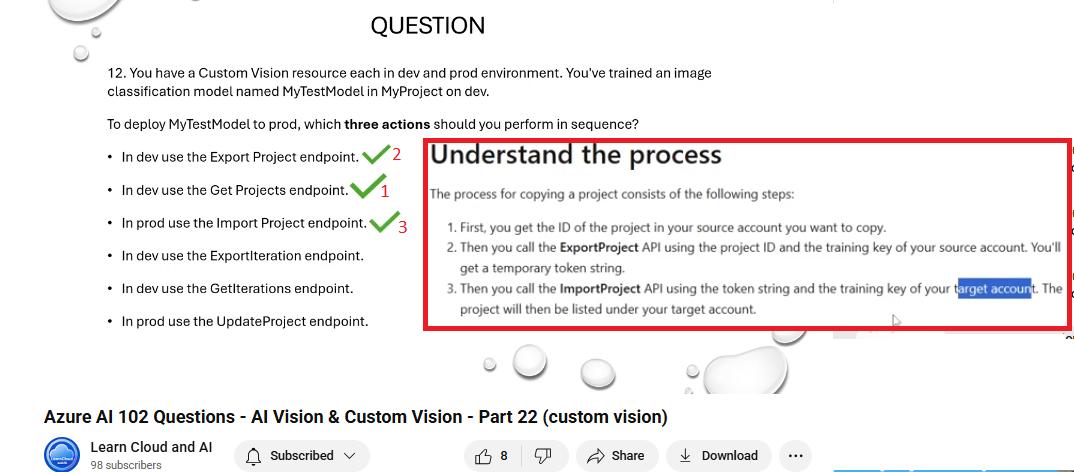 QUESTION
12. You have a Custom Vision resource each in dev and prod environment. You've trained an image
classification model named MyTestModel in MyProject on dev.
To deploy MyTestModel to prod, which three actions should you perform in sequence?
• In dev use the Export Project endpoint. 2
• In dev use the Get Projects endpoint. 1
• In prod use the Import Project endpoint. 3
• In dev use the ExportIteration endpoint.
• In dev use the GetIterations endpoint.
• In prod use the UpdateProject endpoint.
Understand the process
The process for copying a project consists of the following steps:
1. First, you get the ID of the project in your source account you want to copy.
2. Then you call the ExportProject API using the project ID and the training key of your source account. You'll
get a temporary token string.
3. Then you call the ImportProject API using the token string and the training key of your target account. The
project will then be listed under your target account.
Azure AI 102 Questions - AI Vision & Custom Vision - Part 22 (custom vision)
Learn Cloud and AI
98 subscribers
Subscribed
8
Share
Download